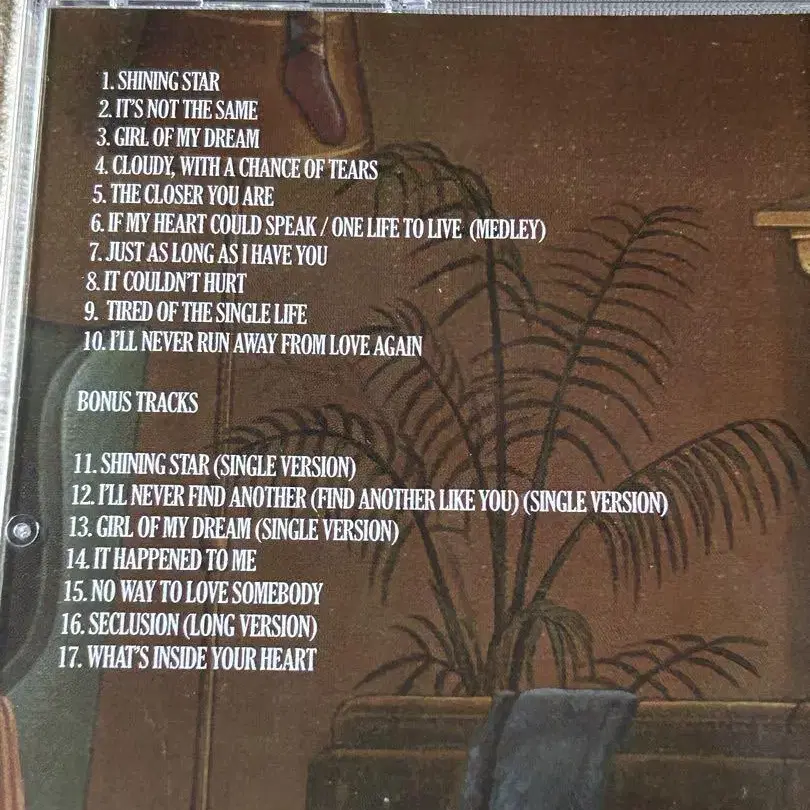 1. SHINING STAR
2. IT'S NOT THE SAME
3. GIRL OF MY DREAM
4. CLOUDY, WITH A CHANCE OF TEARS
5. THE CLOSER YOU ARE
6. IF MY HEART COULD SPEAK / ONE LIFE TO LIVE (MEDLEY)
7. JUST AS LONG AS I HAVE YOU
8. IT COULDN'T HURT
9. TIRED OF THE SINGLE LIFE
10. I'LL NEVER RUN AWAY FROM LOVE AGAIN
BONUS TRACKS
11. SHINING STAR (SINGLE VERSION)
12. I'LL NEVER FIND ANOTHER (FIND ANOTHER LIKE YOU) (SINGLE VERSION)
13. GIRL OF MY DREAM (SINGLE VERSION)
14. IT HAPPENED TO ME
15. NO WAY TO LOVE SOMEBODY
16. SECLUSION (LONG VERSION)
17. WHAT'S INSIDE YOUR HEART